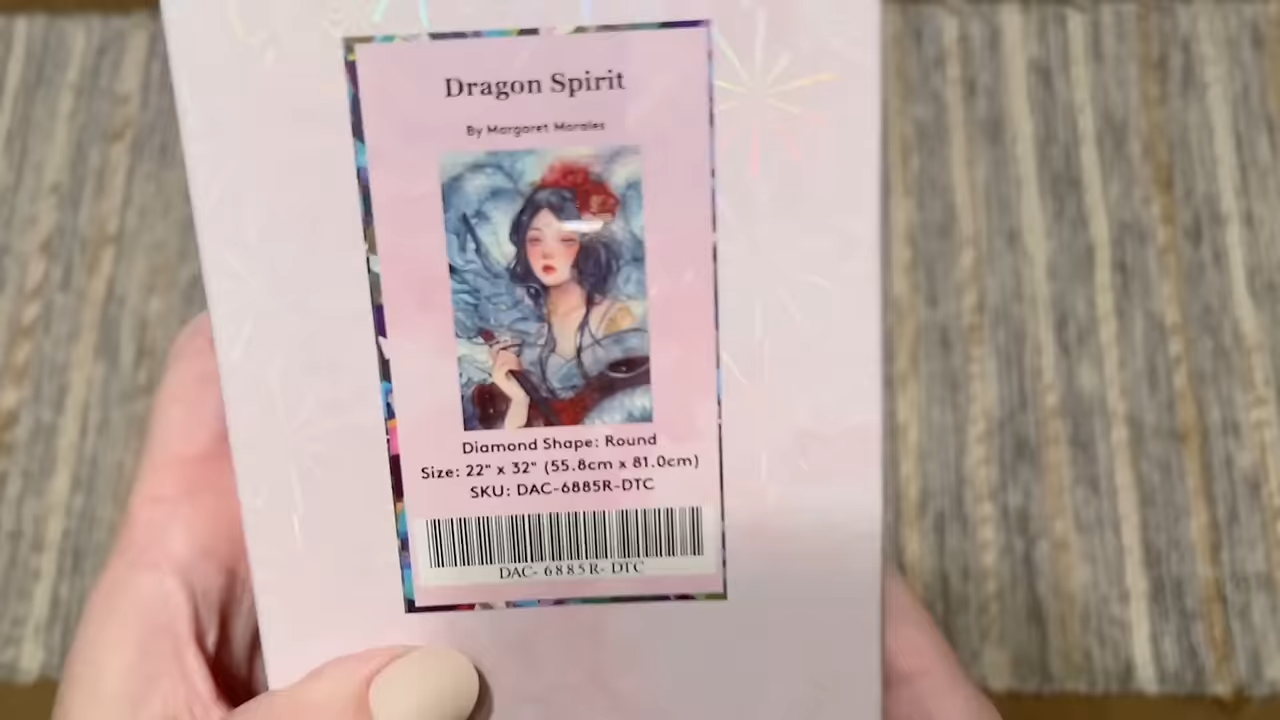 Dragon Spirit
By Margaret Morales
Diamond Shape: Round
Size: 22" x 32" (55.8cm x 81.0cm)
SKU: DAC-6885R-DTC
DAC- 6885R- DTC